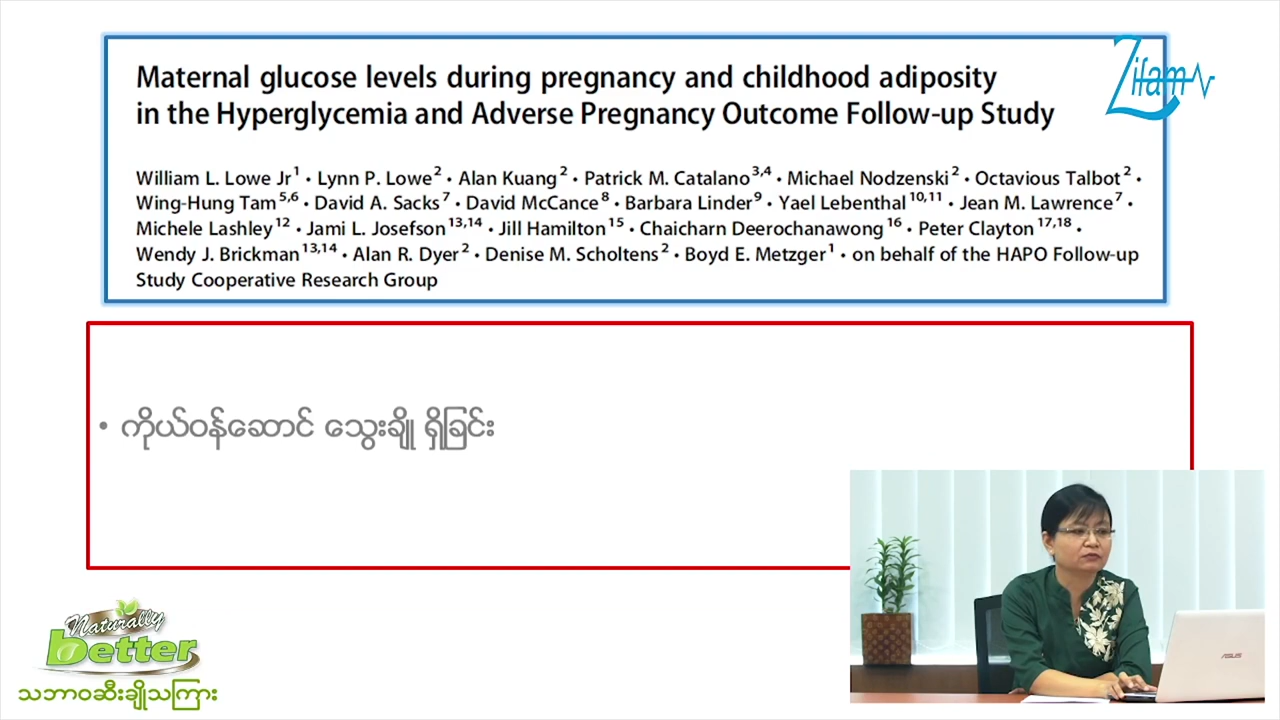 Zifam
Maternal glucose levels during pregnancy and childhood adiposity
in the Hyperglycemia and Adverse Pregnancy Outcome Follow-up Study
William L. Lowe Jr¹ • Lynn P. Lowe² • Alan Kuang² • Patrick M. Catalano³,⁴ • Michael Nodzenski² • Octavious Talbot² •
Wing-Hung Tam⁵,⁶ • David A. Sacks⁷ • David McCance⁸ • Barbara Linder⁹ • Yael Lebenthal¹⁰,¹¹ • Jean M. Lawrence⁷ •
Michele Lashley¹² • Jami L. Josefson¹³,¹⁴ • Jill Hamilton¹⁵ • Chaicharn Deerochanawong¹⁶ • Peter Clayton¹⁷,¹⁸ •
Wendy J. Brickman¹³,¹⁴ • Alan R. Dyer² • Denise M. Scholtens² • Boyd E. Metzger¹ • on behalf of the HAPO Follow-up
Study Cooperative Research Group
• ကိုယ်ဝန်ဆောင် သွေးချို ရှိခြင်း
ASUS
Naturally
better
သဘာဝဆီးချိုသကြား